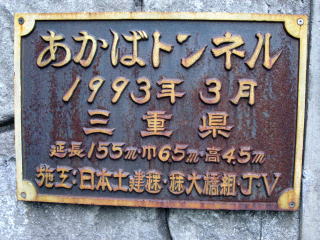 あかばトンネル
1993年3月
三重県
延長155m・巾6.5m・高4.5m
施工:日本土建株・株大橋組・J・V